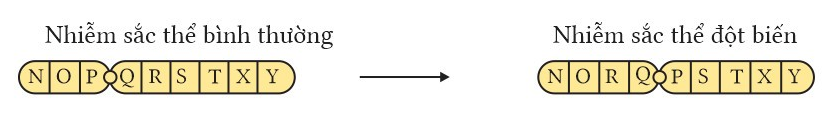 Nhiễm sắc thể bình thường
Nhiễm sắc thể đột biến
N O P Q R S T X Y
N O R Q P S T X Y